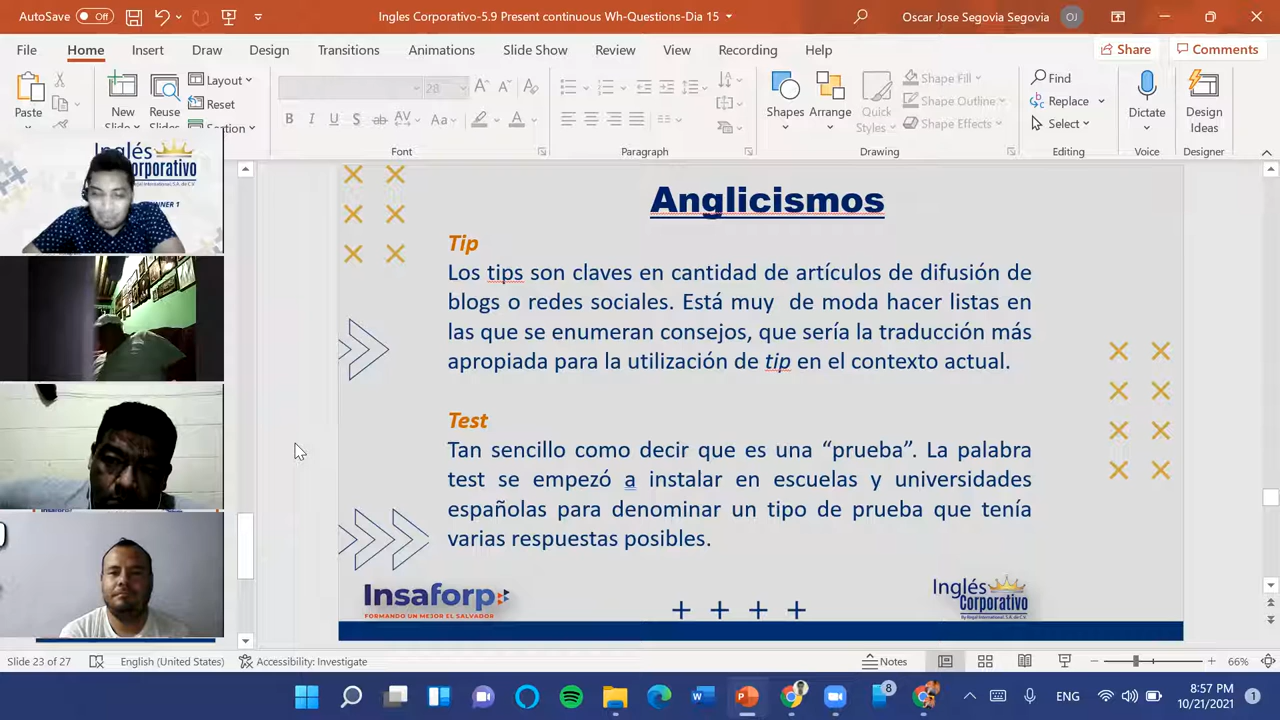 AutoSave Off
Ingles Corporativo-5.9 Present continuous Wh-Questions-Dia 15
Oscar Jose Segovia Segovia OJ
File Home Insert Draw Design Transitions Animations Slide Show Review View Recording Help Share Comments
Paste
New
Reuse
Slides
Layout
Reset
Section
28
B I U S ab AV Aa A
Shapes
Arrange
Quick
Styles
Shape Fill
Shape Outline
Shape Effects
Find
Replace
Select
Dictate
Design
Ideas
Font Paragraph Drawing Editing Voice Designer
Inglés
Corporativo
Anglicismos
Tip
Los tips son claves en cantidad de artículos de difusión de
blogs o redes sociales. Está muy de moda hacer listas en
las que se enumeran consejos, que sería la traducción más
apropiada para la utilización de tip en el contexto actual.
Test
Tan sencillo como decir que es una “prueba”. La palabra
test se empezó a instalar en escuelas y universidades
españolas para denominar un tipo de prueba que tenía
varias respuestas posibles.
Insaforp
FORMANDO UN MEJOR EL SALVADOR
Inglés
Corporativo
Slide 23 of 27 English (United States) Accessibility: Investigate Notes 66%
8
ENG
8:57 PM
10/21/2021
1